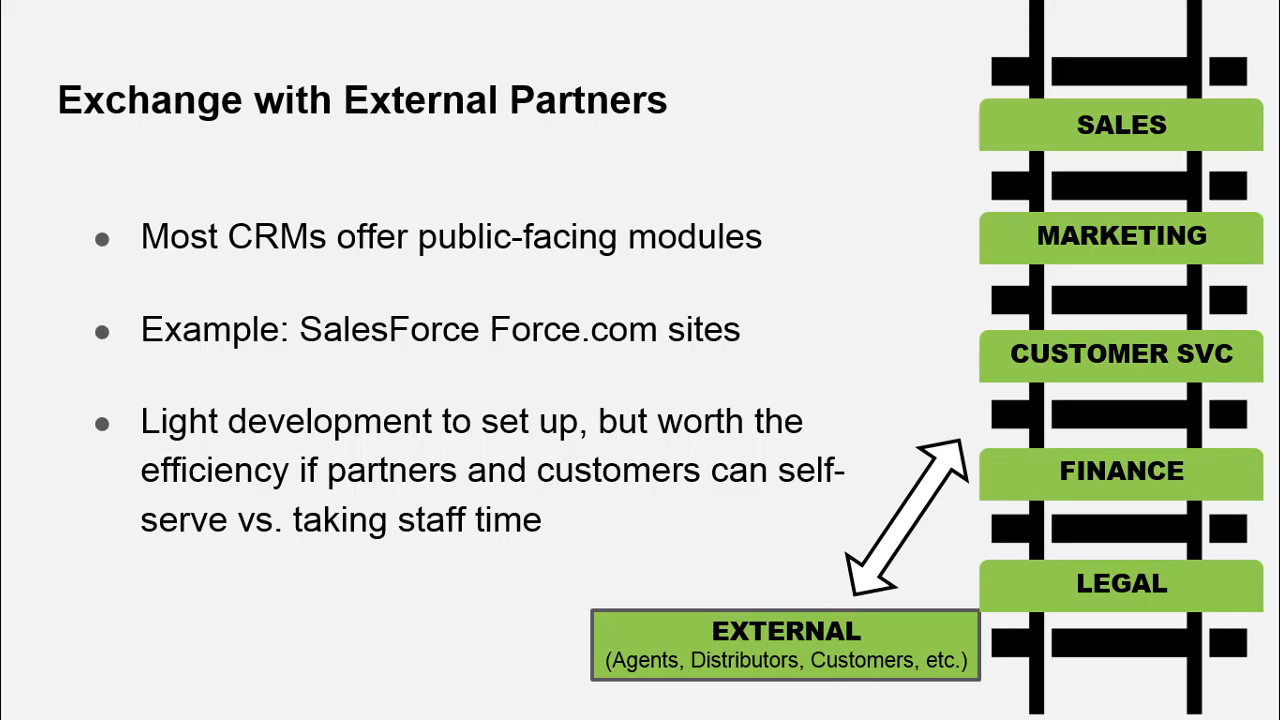 Exchange with External Partners
Most CRMs offer public-facing modules
Example: SalesForce Force.com sites
Light development to set up, but worth the
efficiency if partners and customers can self-
serve vs. taking staff time
SALES
MARKETING
CUSTOMER SVC
FINANCE
LEGAL
EXTERNAL
(Agents, Distributors, Customers, etc.)